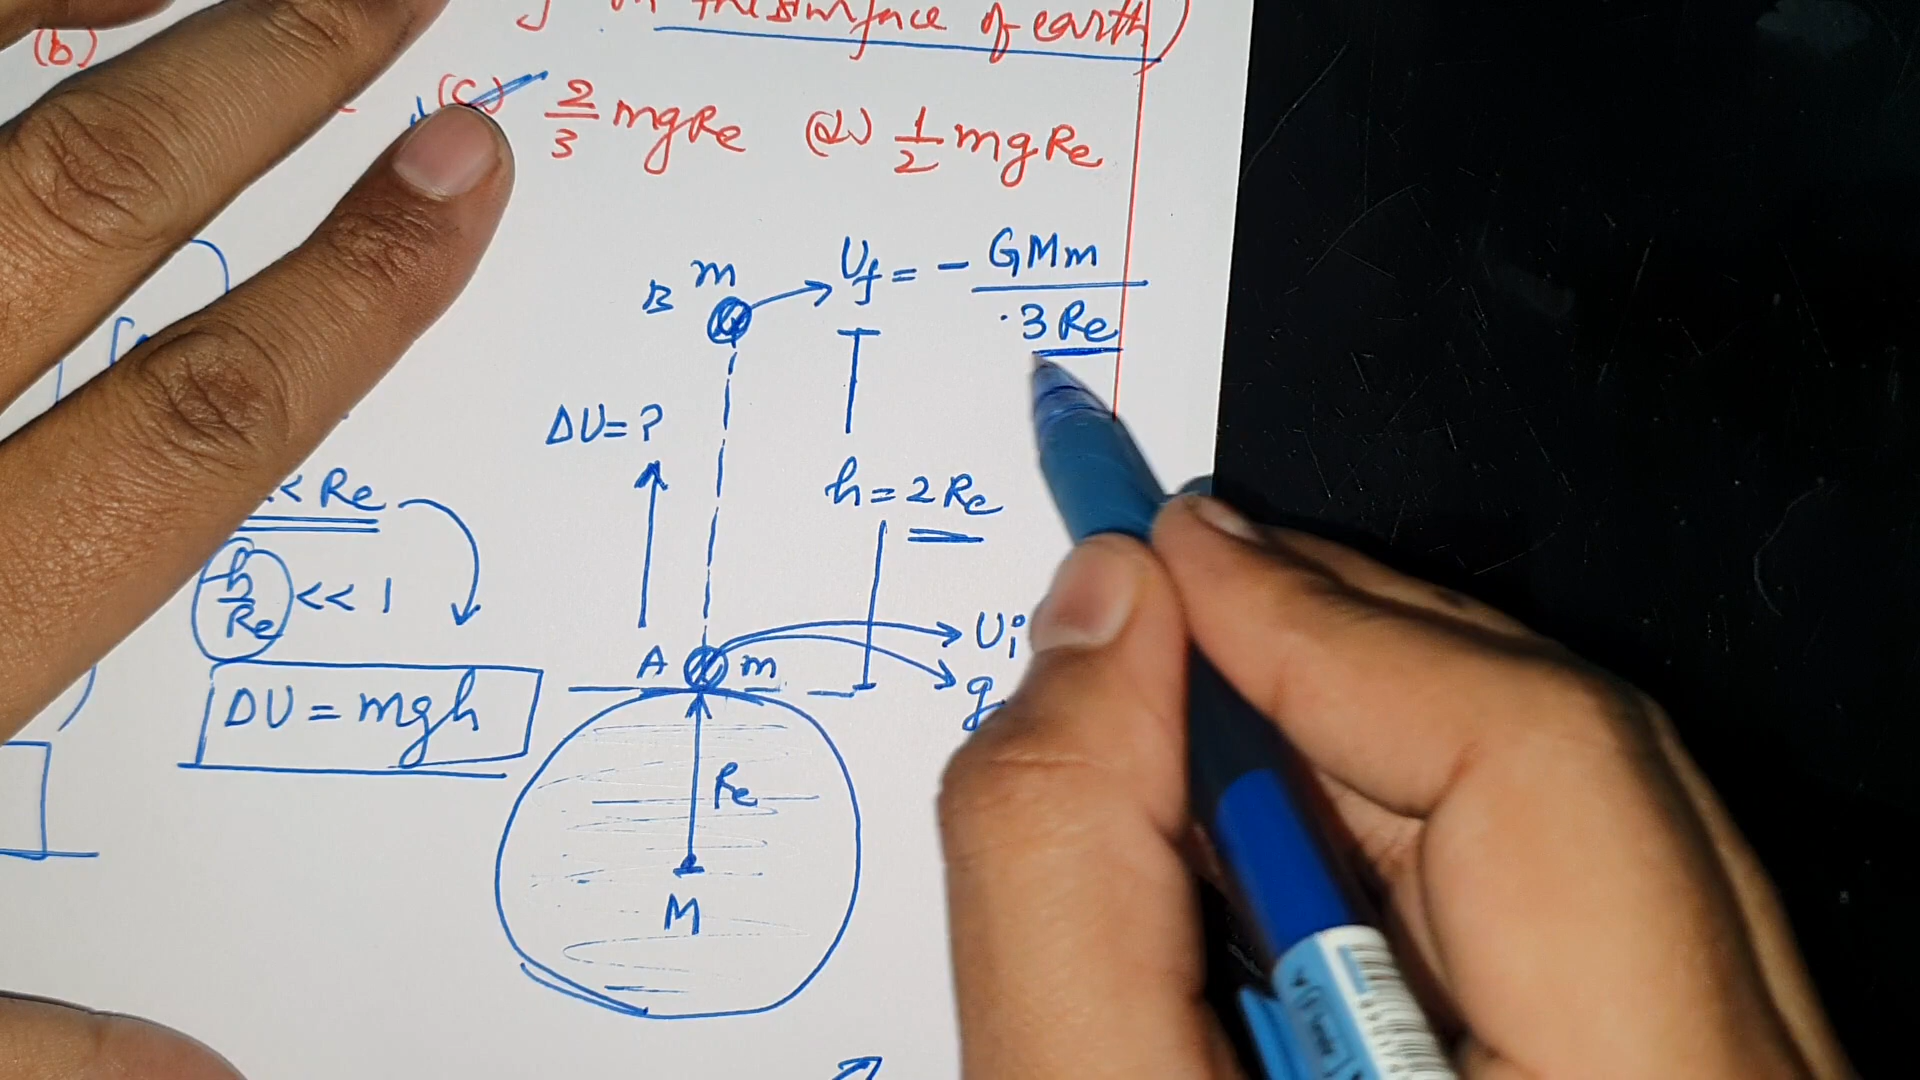 on the surface of earth)
(b)
(c) 2/3 mgRe (d) 1/2 mgRe
B m
Uf = - GMm / 3Re
ΔU=?
<< Re
h = 2Re
h/Re << 1
Ui
A m
g
ΔU = mgh
Re
M